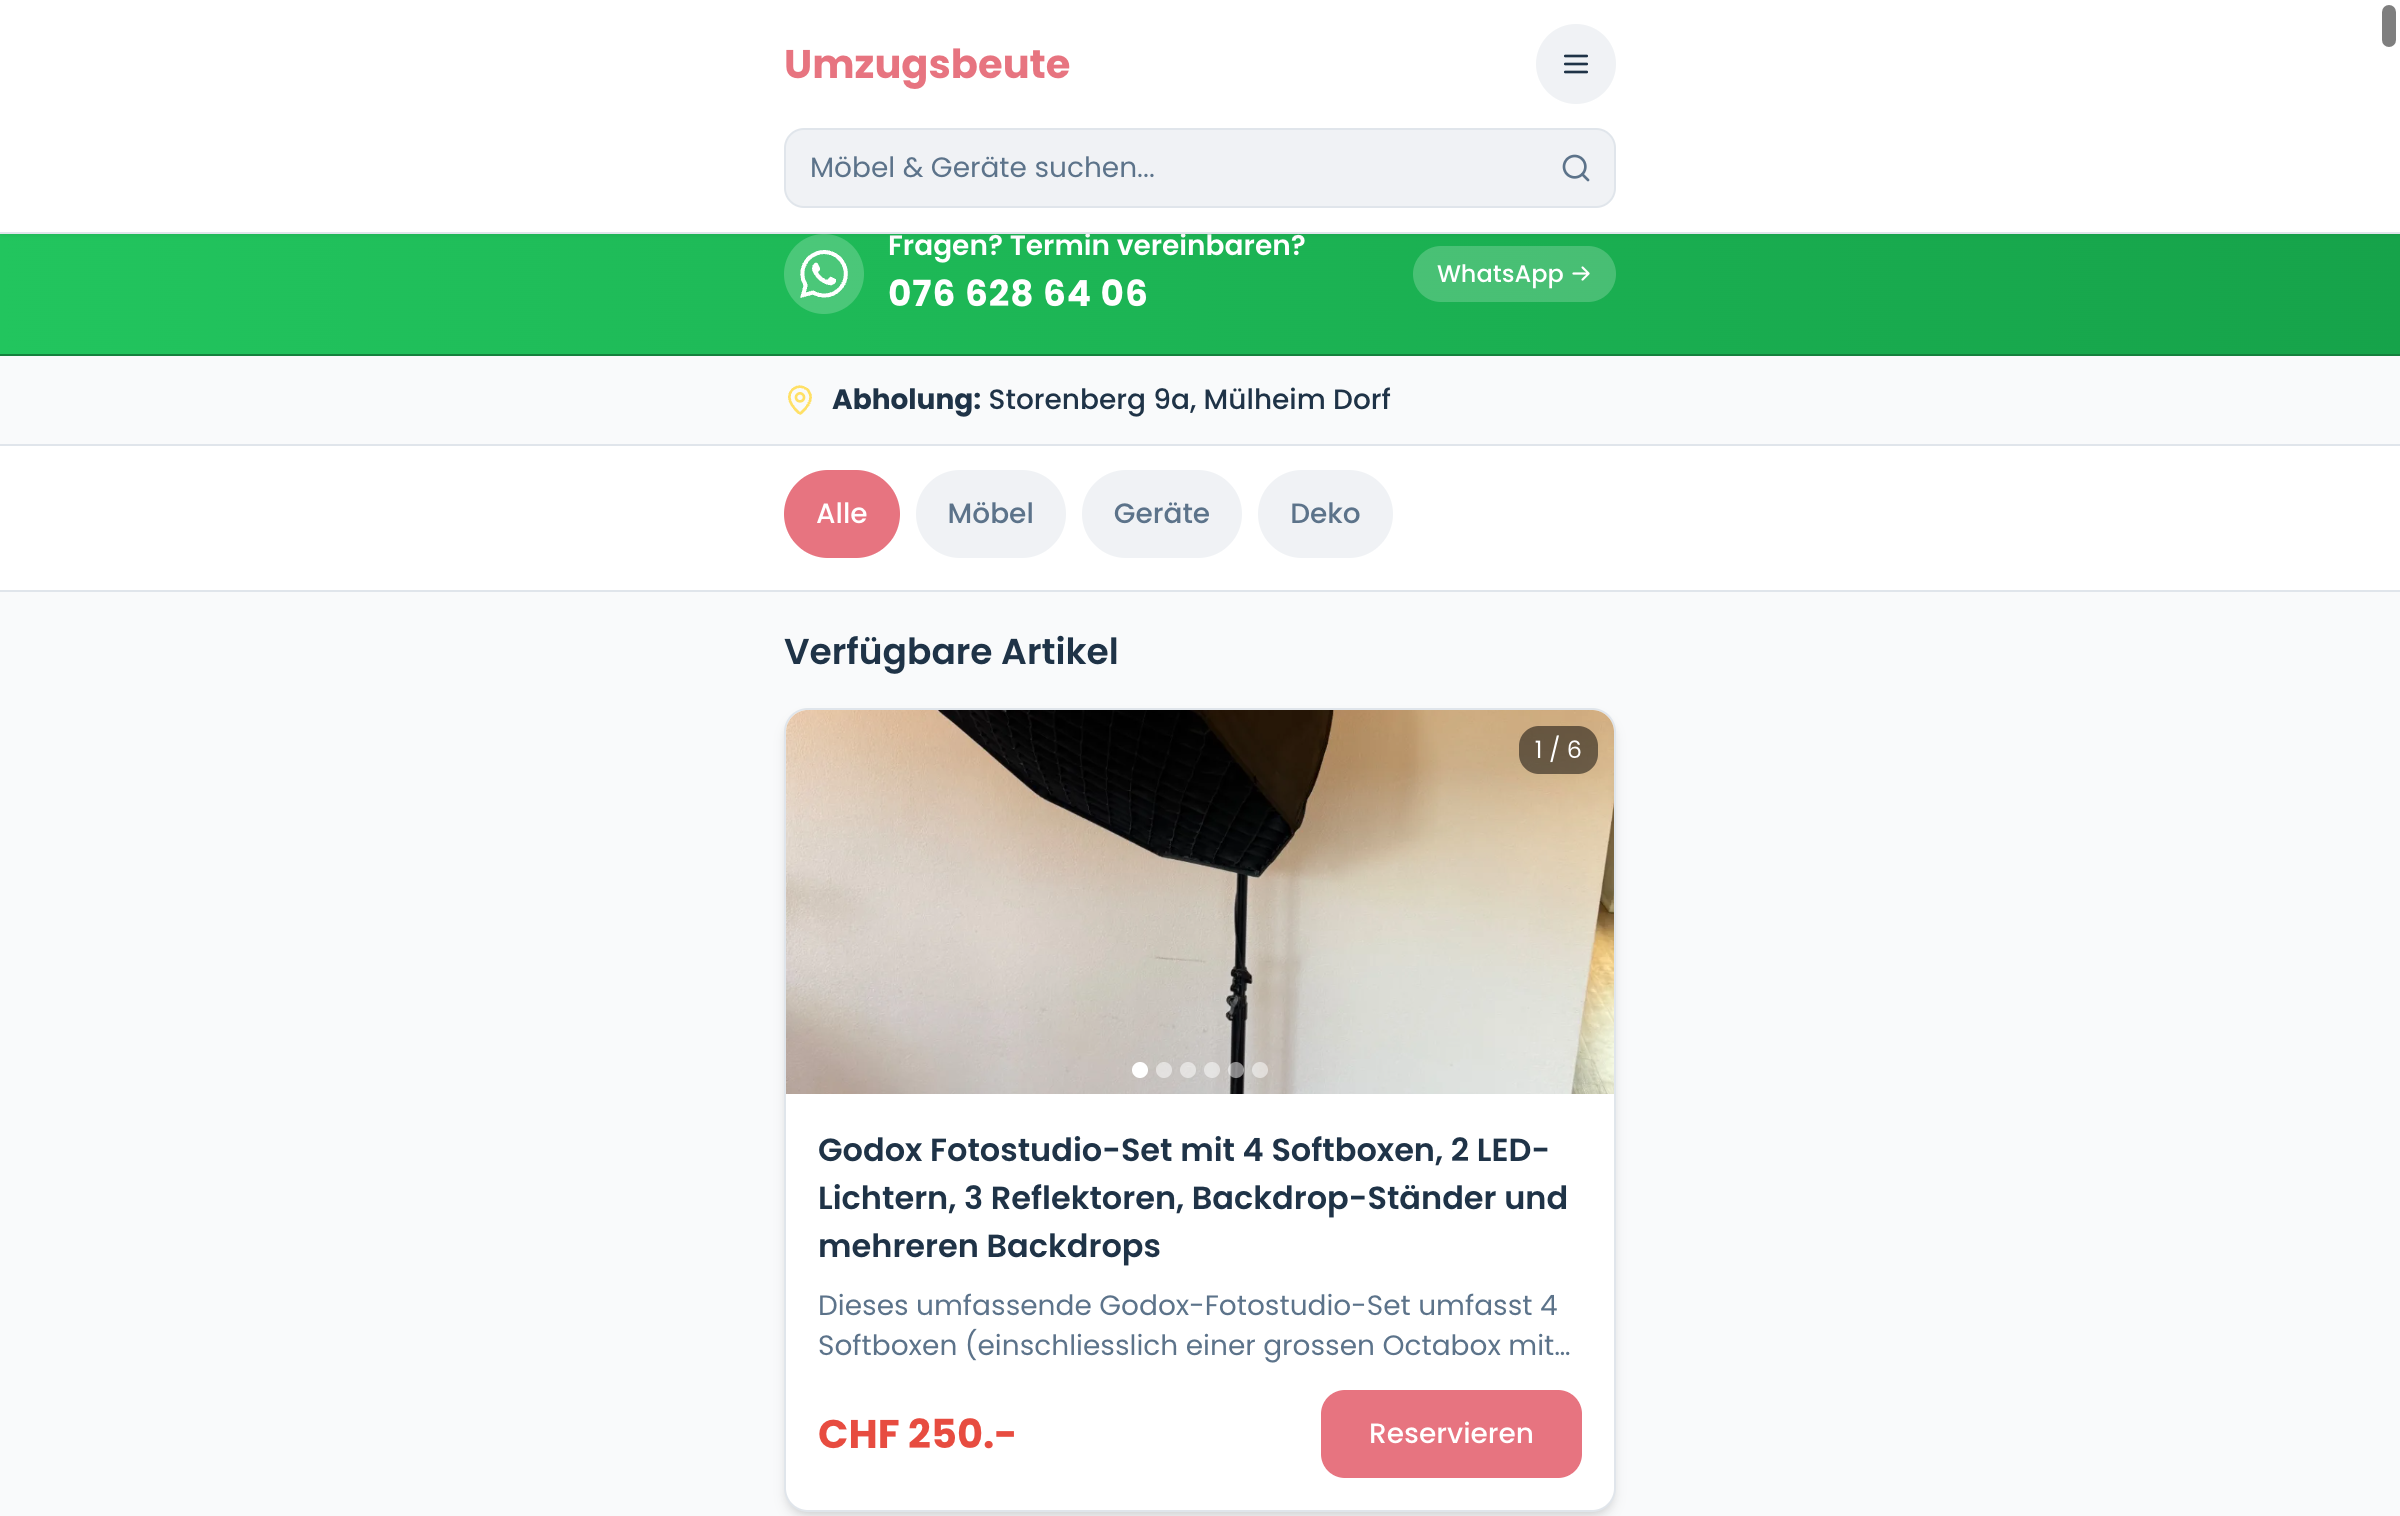 Umzugsbeute
Möbel & Geräte suchen...
Fragen? Termin vereinbaren?
076 628 64 06
WhatsApp →
Abholung: Storenberg 9a, Mülheim Dorf
Alle
Möbel
Geräte
Deko
Verfügbare Artikel
1 / 6
Godox Fotostudio-Set mit 4 Softboxen, 2 LED-
Lichtern, 3 Reflektoren, Backdrop-Ständer und
mehreren Backdrops
Dieses umfassende Godox-Fotostudio-Set umfasst 4
Softboxen (einschliesslich einer grossen Octabox mit...
CHF 250.-
Reservieren